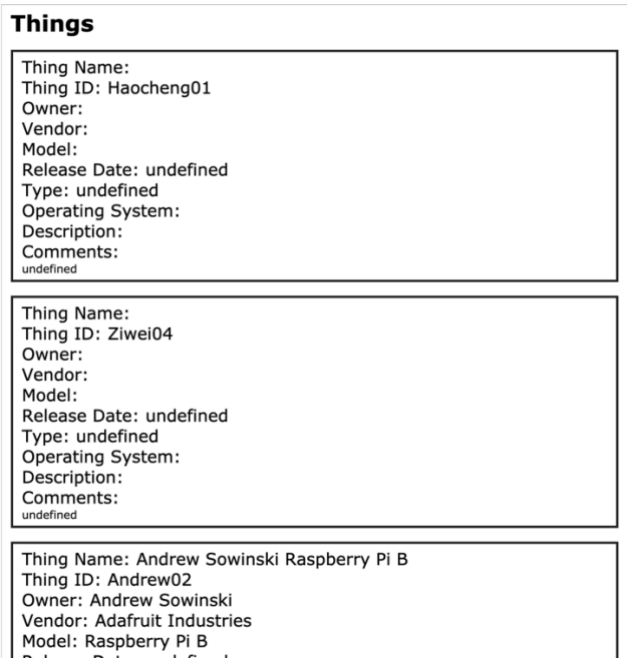 Things
Thing Name:
Thing ID: Haocheng01
Owner:
Vendor:
Model:
Release Date: undefined
Type: undefined
Operating System:
Description:
Comments:
undefined
Thing Name:
Thing ID: Ziwei04
Owner:
Vendor:
Model:
Release Date: undefined
Type: undefined
Operating System:
Description:
Comments:
undefined
Thing Name: Andrew Sowinski Raspberry Pi B
Thing ID: Andrew02
Owner: Andrew Sowinski
Vendor: Adafruit Industries
Model: Raspberry Pi B